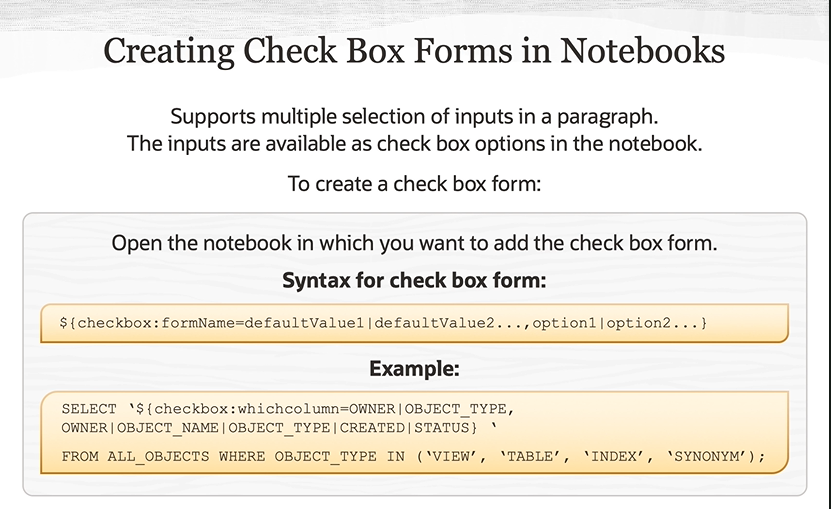 Creating Check Box Forms in Notebooks
Supports multiple selection of inputs in a paragraph.
The inputs are available as check box options in the notebook.
To create a check box form:
Open the notebook in which you want to add the check box form.
Syntax for check box form:
${checkbox:formName=defaultValue1|defaultValue2...,option1|option2...}
Example:
SELECT ‘${checkbox:whichcolumn=OWNER|OBJECT_TYPE,
OWNER|OBJECT_NAME|OBJECT_TYPE|CREATED|STATUS} ‘
FROM ALL_OBJECTS WHERE OBJECT_TYPE IN (‘VIEW’, ‘TABLE’, ‘INDEX’, ‘SYNONYM’);